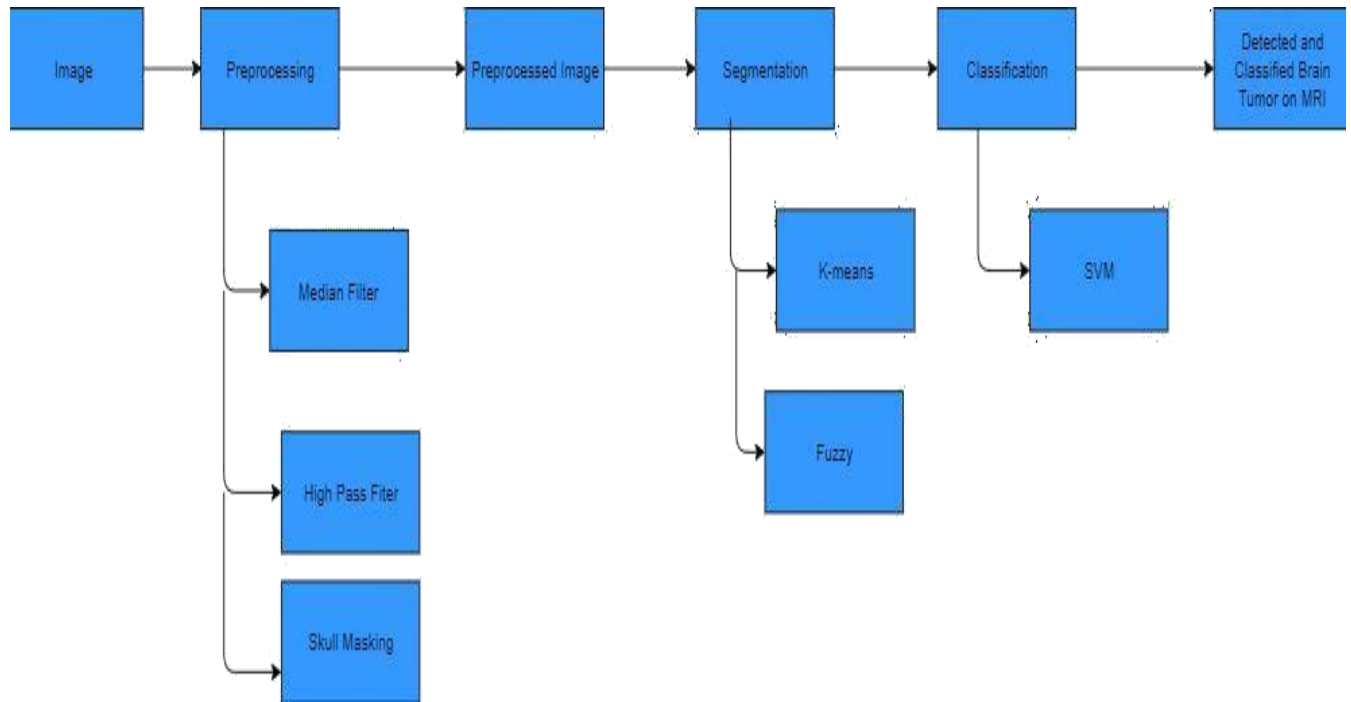 Image
Preprocessing
Preprocessed Image
Segmentation
Classification
Detected and
Classified Brain
Tumor on MRI
Median Filter
K-means
SVM
High Pass Fiter
Fuzzy
Skull Masking